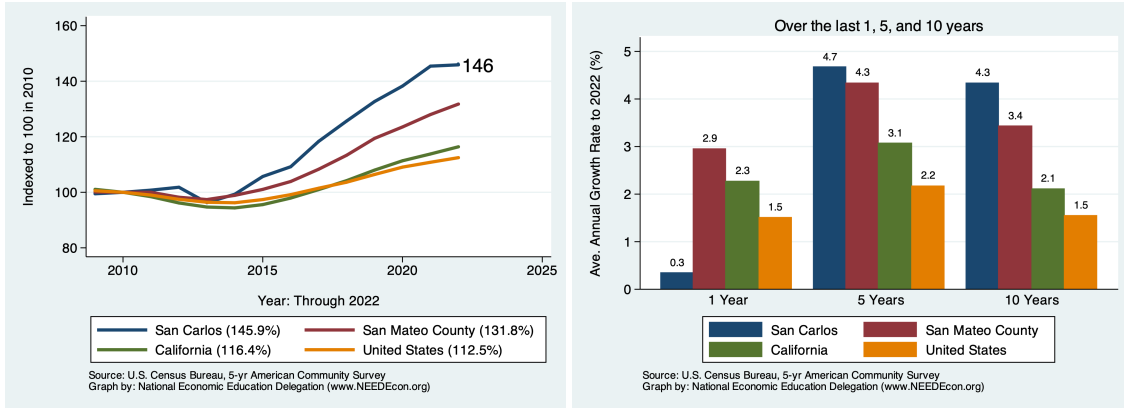 Indexed to 100 in 2010
160
140
120
100
80
146
2010
2015
2020
2025
Year: Through 2022
San Carlos (145.9%)
San Mateo County (131.8%)
California (116.4%)
United States (112.5%)
Source: U.S. Census Bureau, 5-yr American Community Survey
Graph by: National Economic Education Delegation (www.NEEDEcon.org)
Over the last 1, 5, and 10 years
Ave. Annual Growth Rate to 2022 (%)
5
4
3
2
1
0
0.3
2.9
2.3
1.5
4.7
4.3
3.1
2.2
4.3
3.4
2.1
1.5
1 Year
5 Years
10 Years
San Carlos
San Mateo County
California
United States
Source: U.S. Census Bureau, 5-yr American Community Survey
Graph by: National Economic Education Delegation (www.NEEDEcon.org)